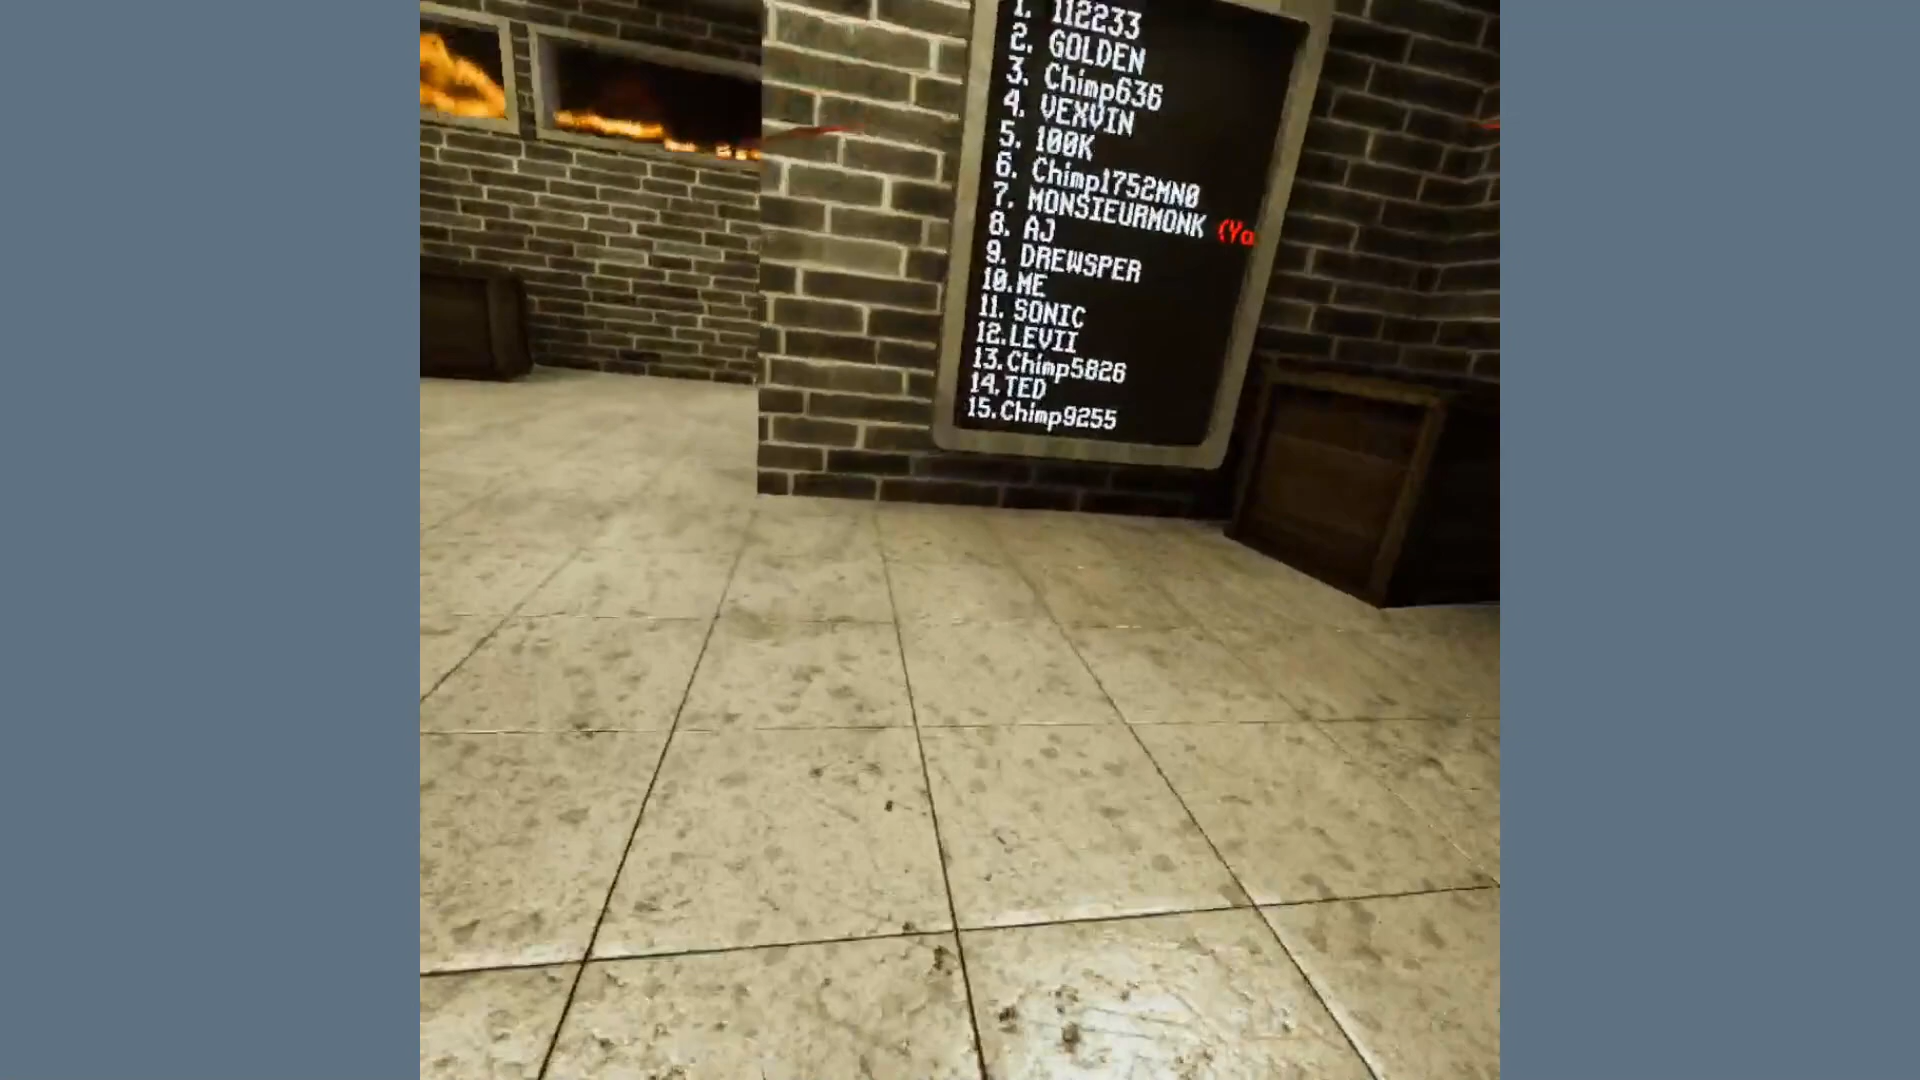 1. 112233
2. GOLDEN
3. Chimp636
4. VEXVIN
5. 100K
6. Chimp1752MN0
7. MONSIEURMONK (Yo
8. AJ
9. DREWSPER
10.ME
11. SONIC
12.LEVII
13.Chimp5826
14.TED
15.Chimp9255